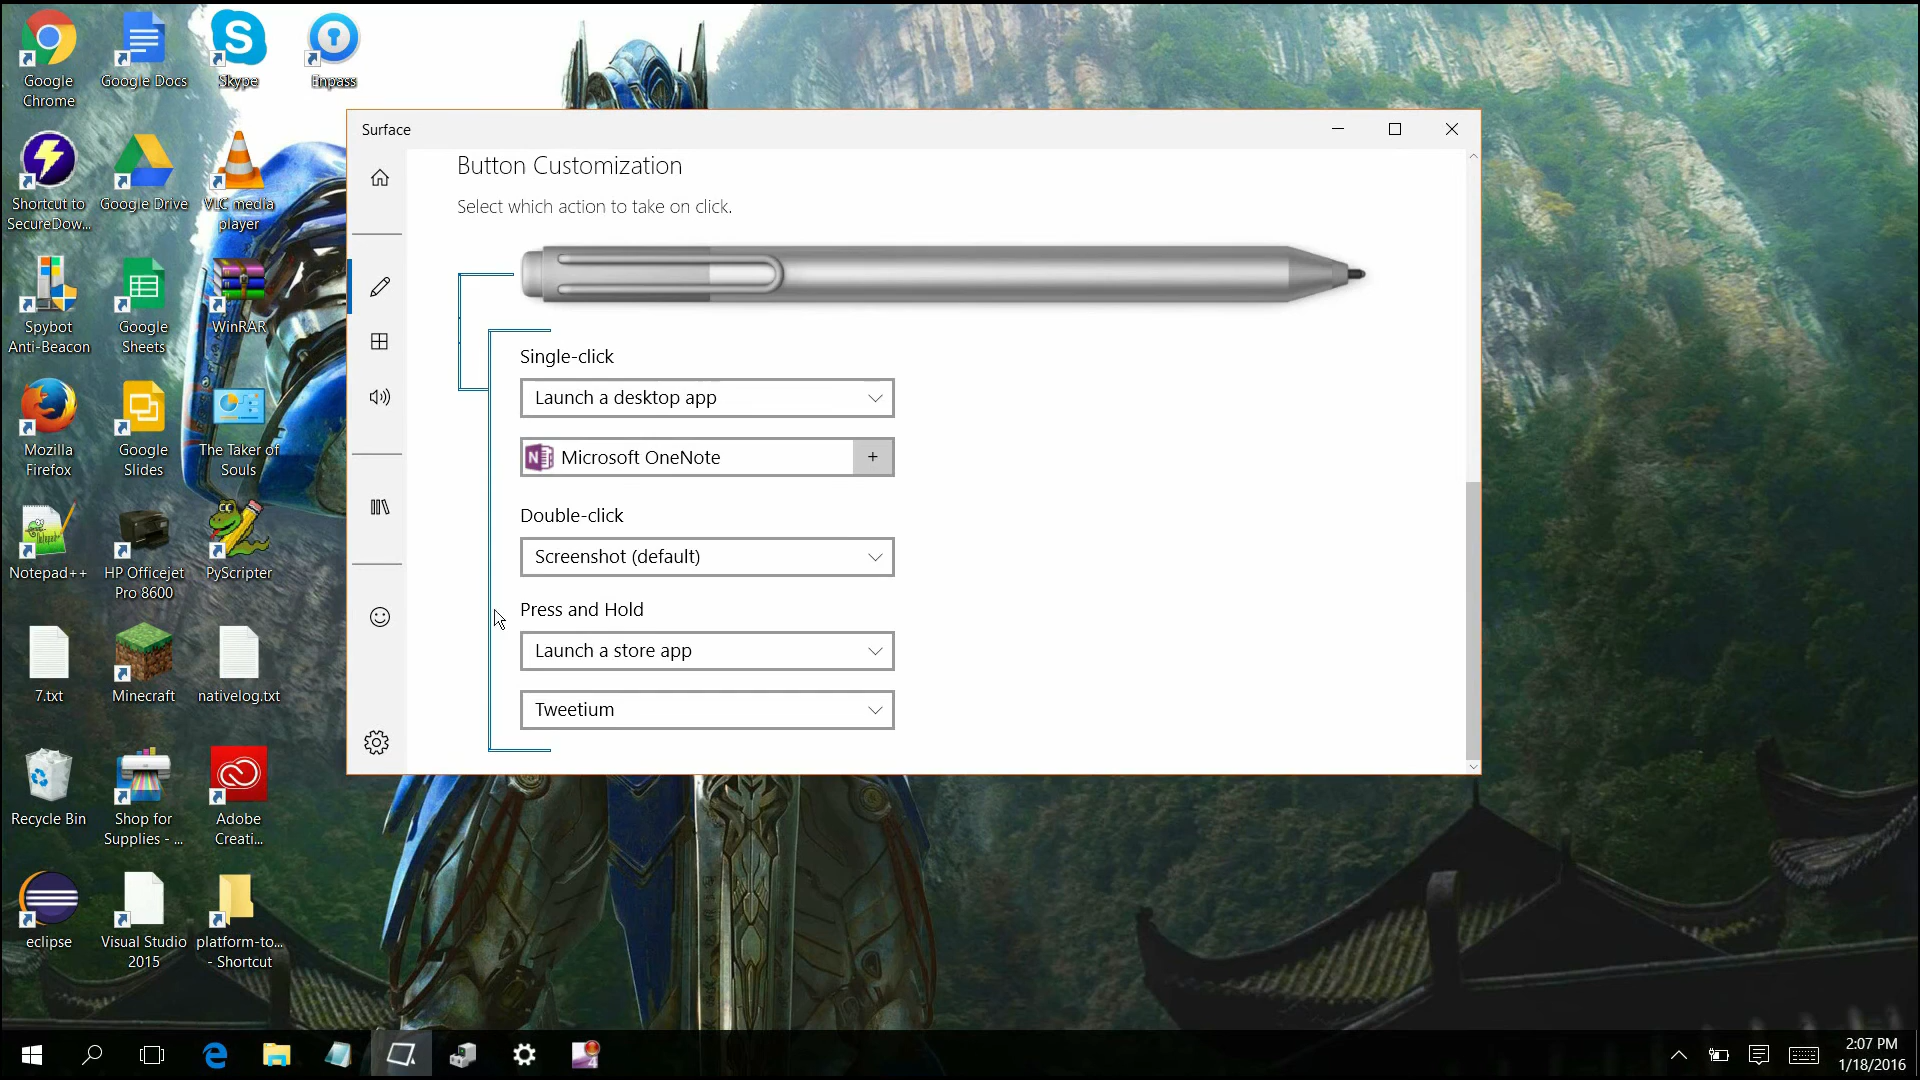 Google
Chrome
Google Docs
Skype
Enpass
Shortcut to
SecureDow...
Google Drive
VLC media
player
Spybot
Anti-Beacon
Google
Sheets
WinRAR
Mozilla
Firefox
Google
Slides
The Taker of
Souls
Notepad++
HP Officejet
Pro 8600
PyScripter
7.txt
Minecraft
nativelog.txt
Recycle Bin
Shop for
Supplies - ...
Adobe
Creati...
eclipse
Visual Studio
2015
platform-to...
- Shortcut
Surface
Button Customization
Select which action to take on click.
Single-click
Launch a desktop app
N
Microsoft OneNote
+
Double-click
Screenshot (default)
Press and Hold
Launch a store app
Tweetium
2:07 PM
1/18/2016